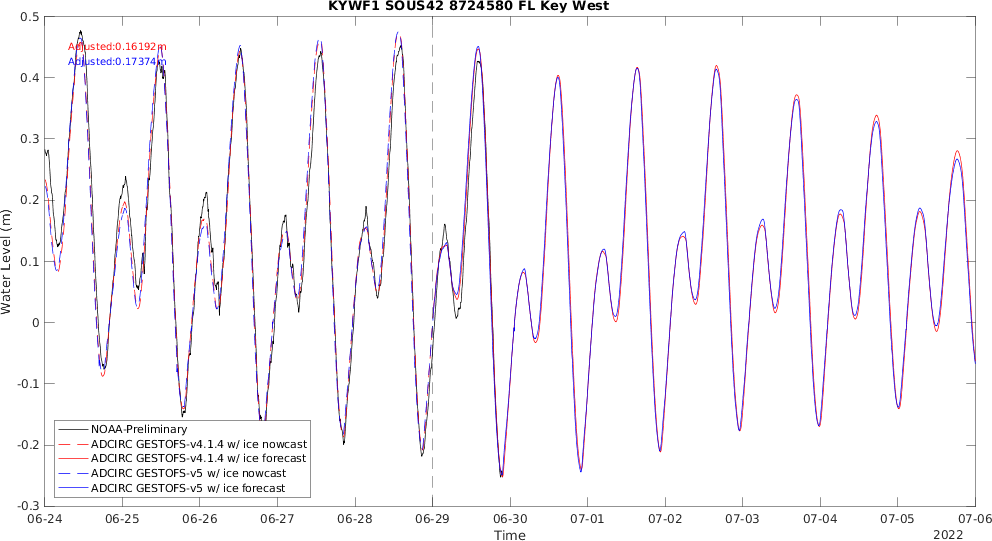 KYWF1 SOUS42 8724580 FL Key West
0.5
0.4
0.3
0.2
0.1
0
-0.1
-0.2
-0.3
Water Level (m)
Adjusted:0.16192m
Adjusted:0.17374m
NOAA-Preliminary
ADCIRC GESTOFS-v4.1.4 w/ ice nowcast
ADCIRC GESTOFS-v4.1.4 w/ ice forecast
ADCIRC GESTOFS-v5 w/ ice nowcast
ADCIRC GESTOFS-v5 w/ ice forecast
06-24 06-25 06-26 06-27 06-28 06-29 06-30 07-01 07-02 07-03 07-04 07-05 07-06
Time
2022